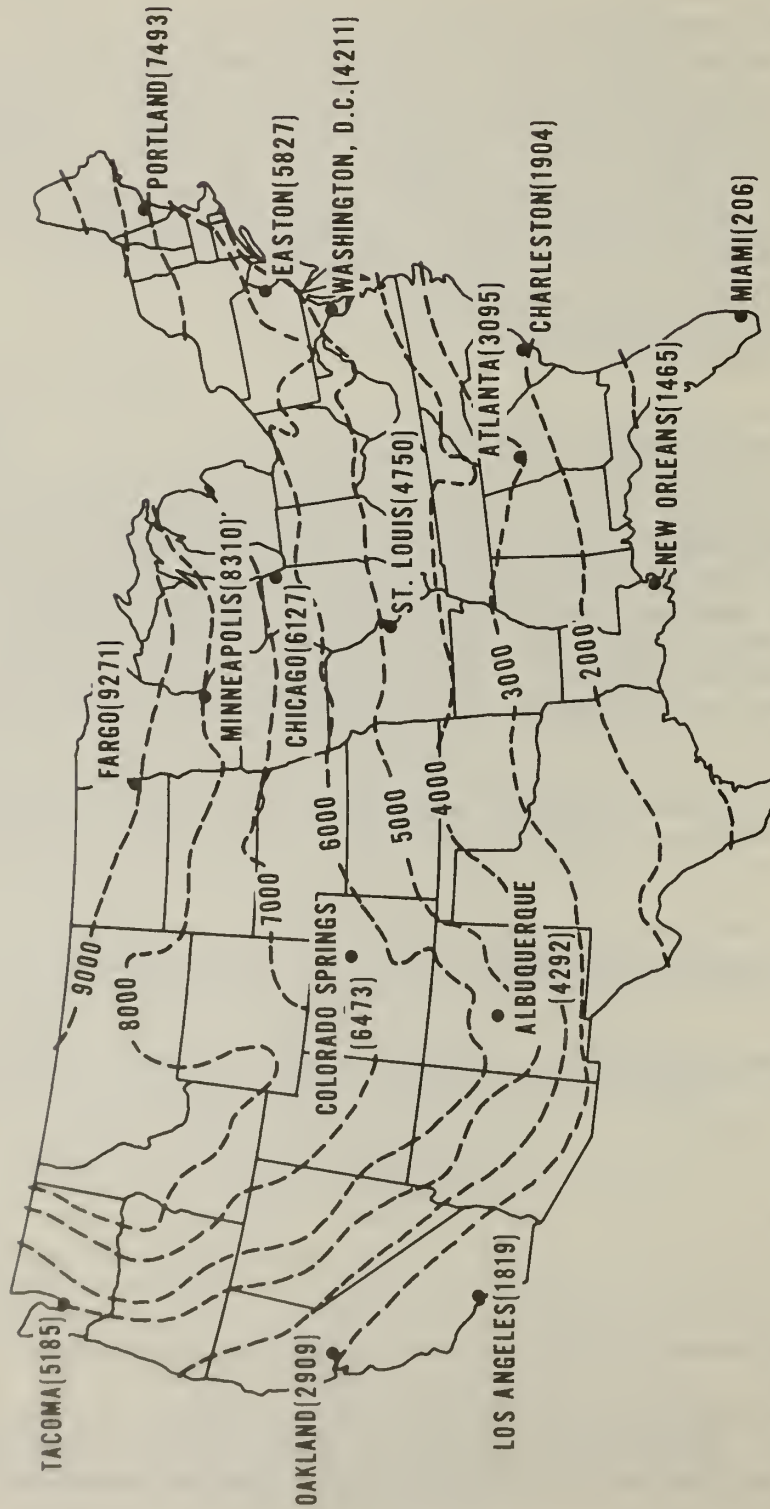 TACOMA(5185)
OAKLAND(2909)
LOS ANGELES(1819)
9000
8000
7000
COLORADO SPRINGS
(6473)
ALBUQUERQUE
(4292)
FARGO(9271)
MINNEAPOLIS(8310)
CHICAGO(6127)
6000
5000
4000
3000
2000
ST. LOUIS(4750)
ATLANTA(3095)
NEW ORLEANS(1465)
PORTLAND(7493)
EASTON(5827)
WASHINGTON, D.C.(4211)
CHARLESTON(1904)
MIAMI(206)